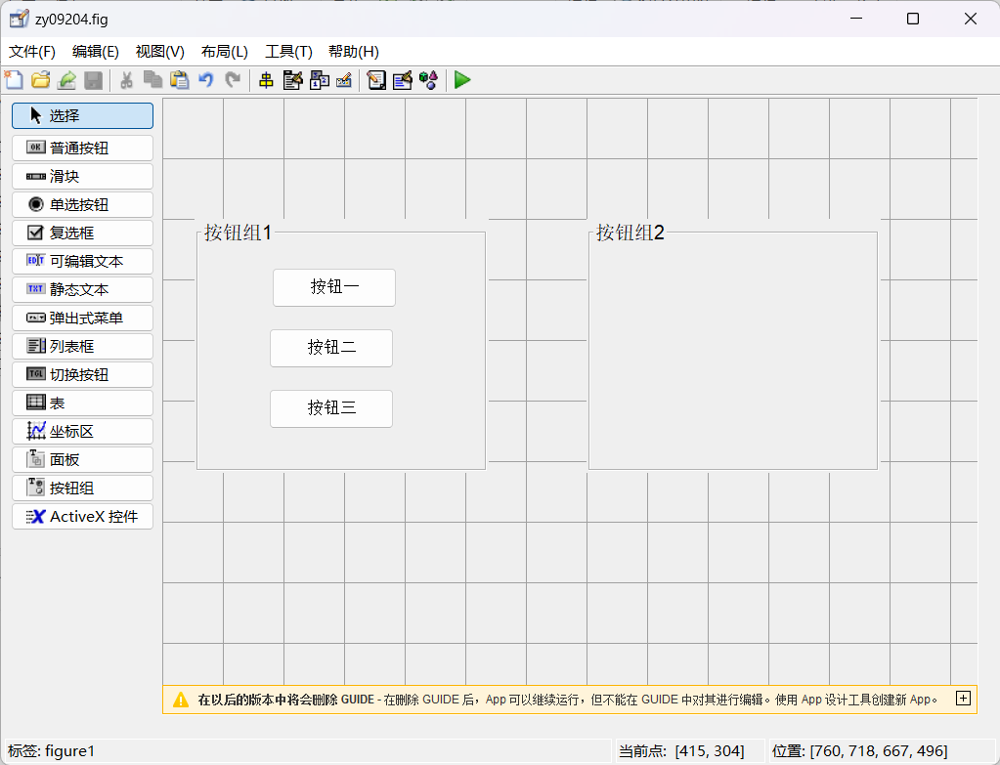 zy09204.fig
文件(F) 编辑(E) 视图(V) 布局(L) 工具(T) 帮助(H)
选择
OK 普通按钮
滑块
单选按钮
复选框
EDIT 可编辑文本
TXT 静态文本
弹出式菜单
列表框
TGL 切换按钮
表
坐标区
面板
按钮组
ActiveX 控件
按钮组1
按钮一
按钮二
按钮三
按钮组2
在以后的版本中将会删除 GUIDE - 在删除 GUIDE 后，App 可以继续运行，但不能在 GUIDE 中对其进行编辑。使用 App 设计工具创建新 App。
标签: figure1
当前点: [415, 304]
位置: [760, 718, 667, 496]